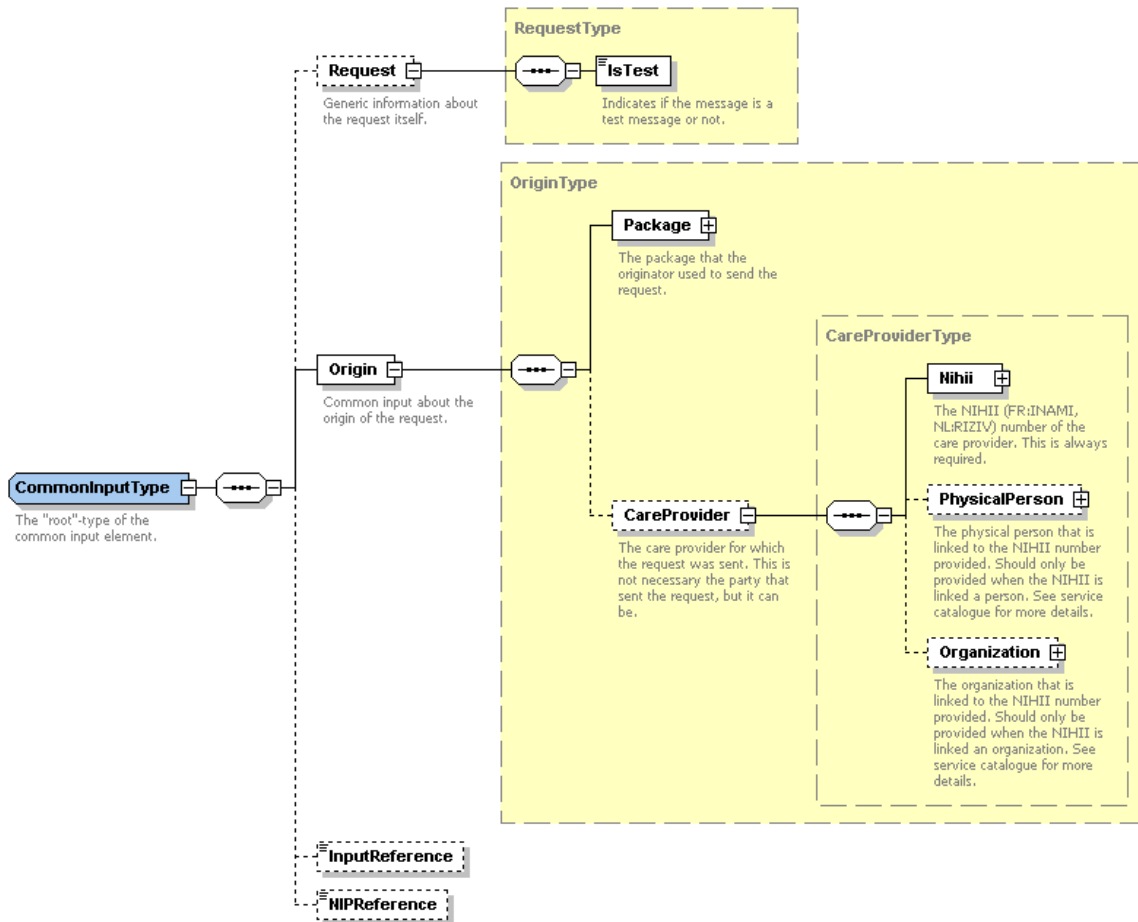 RequestType
Request
Generic information about
the request itself.
IsTest
Indicates if the message is a
test message or not.
OriginType
Package
The package that the
originator used to send the
request.
Origin
Common input about the
origin of the request.
CareProviderType
Nihii
The NIHII (FR:INAMI,
NL:RIZIV) number of the
care provider. This is always
required.
CommonInputType
The "root"-type of the
common input element.
CareProvider
The care provider for which
the request was sent. This is
not necessary the party that
sent the request, but it can
be.
PhysicalPerson
The physical person that is
linked to the NIHII number
provided. Should only be
provided when the NIHII is
linked a person. See service
catalogue for more details.
Organization
The organization that is
linked to the NIHII number
provided. Should only be
provided when the NIHII is
linked an organization. See
service catalogue for more
details.
InputReference
NIPReference